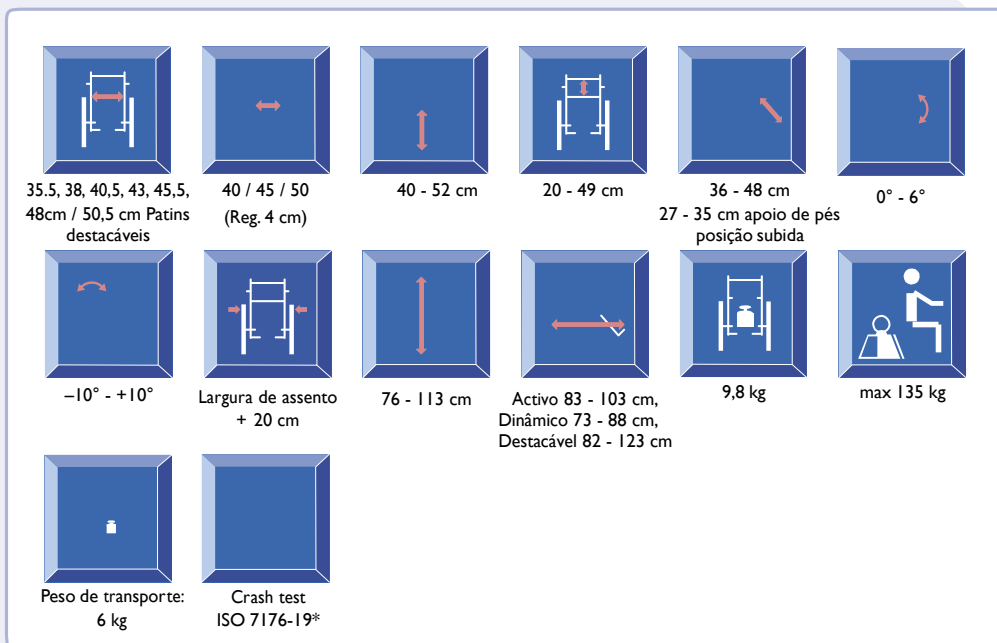 35.5, 38, 40,5, 43, 45,5,
48cm / 50,5 cm Patins
destacáveis
40 / 45 / 50
(Reg. 4 cm)
40 - 52 cm
20 - 49 cm
36 - 48 cm
27 - 35 cm apoio de pés
posição subida
0° - 6°
–10° - +10°
Largura de assento
+ 20 cm
76 - 113 cm
Activo 83 - 103 cm,
Dinâmico 73 - 88 cm,
Destacável 82 - 123 cm
9,8 kg
max 135 kg
Peso de transporte:
6 kg
Crash test
ISO 7176-19*